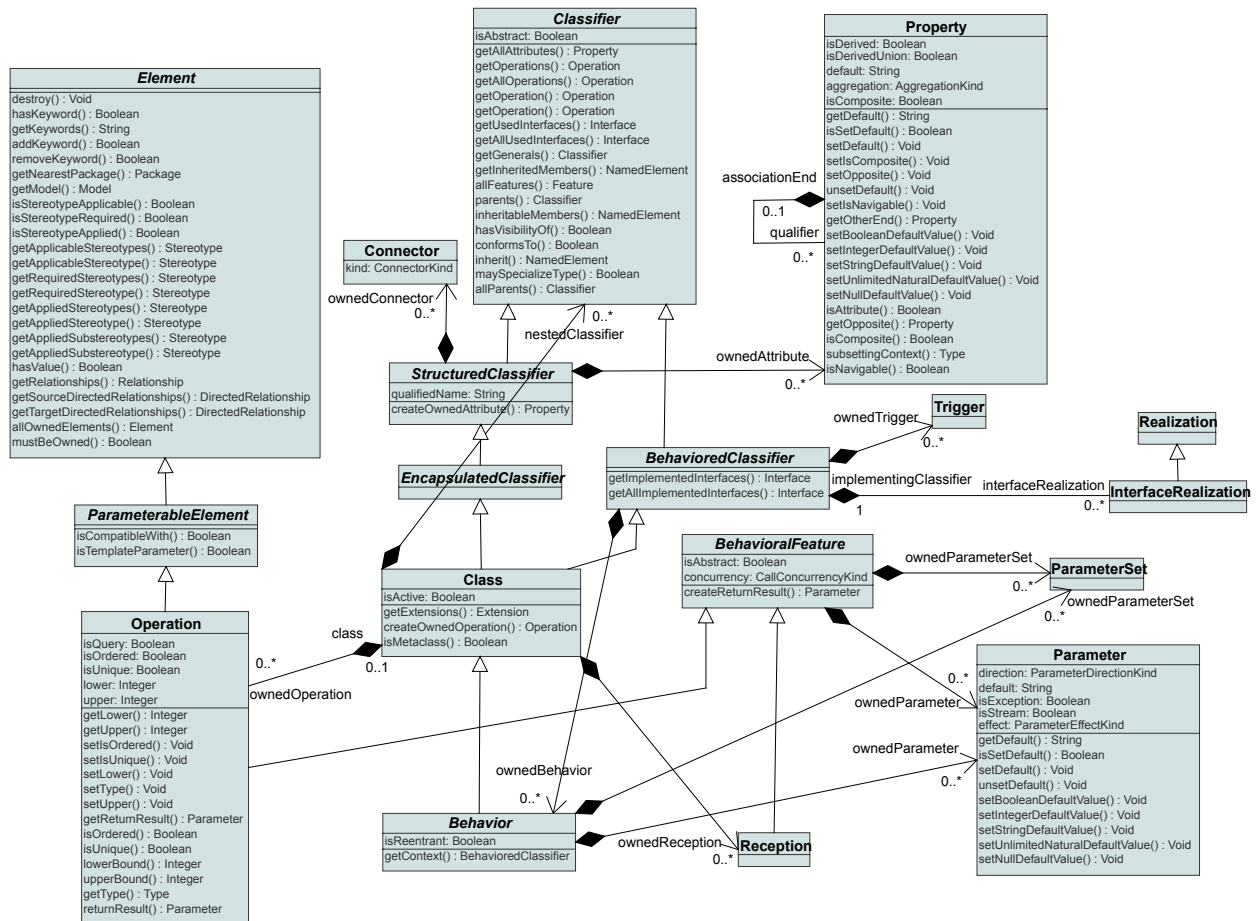 Classifier
isAbstract: Boolean
getAllAttributes() : Property
getOperations() : Operation
getAllOperations() : Operation
getOperation() : Operation
getOperation() : Operation
getUsedInterfaces() : Interface
getAllUsedInterfaces() : Interface
getGenerals() : Classifier
getInheritedMembers() : NamedElement
allFeatures() : Feature
parents() : Classifier
inheritableMembers() : NamedElement
hasVisibilityOf() : Boolean
conformsTo() : Boolean
inherit() : NamedElement
maySpecializeType() : Boolean
allParents() : Classifier
Property
isDerived: Boolean
isDerivedUnion: Boolean
default: String
aggregation: AggregationKind
isComposite: Boolean
getDefault() : String
isSetDefault() : Boolean
setDefault() : Void
setIsComposite() : Void
setOpposite() : Void
unsetDefault() : Void
setIsNavigable() : Void
getOtherEnd() : Property
setBooleanDefaultValue() : Void
setIntegerDefaultValue() : Void
setStringDefaultValue() : Void
setUnlimitedNaturalDefaultValue() : Void
setNullDefaultValue() : Void
isAttribute() : Boolean
getOpposite() : Property
isComposite() : Boolean
subsettingContext() : Type
isNavigable() : Boolean
associationEnd
0..1
qualifier
0..*
Element
destroy() : Void
hasKeyword() : Boolean
getKeywords() : String
addKeyword() : Boolean
removeKeyword() : Boolean
getNearestPackage() : Package
getModel() : Model
isStereotypeApplicable() : Boolean
isStereotypeRequired() : Boolean
isStereotypeApplied() : Boolean
getApplicableStereotypes() : Stereotype
getApplicableStereotype() : Stereotype
getRequiredStereotypes() : Stereotype
getRequiredStereotype() : Stereotype
getAppliedStereotypes() : Stereotype
getAppliedStereotype() : Stereotype
getAppliedSubstereotypes() : Stereotype
getAppliedSubstereotype() : Stereotype
hasValue() : Boolean
getRelationships() : Relationship
getSourceDirectedRelationships() : DirectedRelationship
getTargetDirectedRelationships() : DirectedRelationship
allOwnedElements() : Element
mustBeOwned() : Boolean
Connector
kind: ConnectorKind
ownedConnector
0..*
0..*
nestedClassifier
StructuredClassifier
qualifiedName: String
createOwnedAttribute() : Property
ownedAttribute
0..*
EncapsulatedClassifier
BehavioredClassifier
getImplementedInterfaces() : Interface
getAllImplementedInterfaces() : Interface
ownedTrigger
0..*
Trigger
Realization
implementingClassifier
1
interfaceRealization
0..*
InterfaceRealization
ParameterableElement
isCompatibleWith() : Boolean
isTemplateParameter() : Boolean
Class
isActive: Boolean
getExtensions() : Extension
createOwnedOperation() : Operation
isMetaclass() : Boolean
BehavioralFeature
isAbstract: Boolean
concurrency: CallConcurrencyKind
createReturnResult() : Parameter
ownedParameterSet
0..*
ParameterSet
ownedParameterSet
0..*
Operation
isQuery: Boolean
isOrdered: Boolean
isUnique: Boolean
lower: Integer
upper: Integer
getLower() : Integer
getUpper() : Integer
setIsOrdered() : Void
setIsUnique() : Void
setLower() : Void
setType() : Void
setUpper() : Void
getReturnResult() : Parameter
isOrdered() : Boolean
isUnique() : Boolean
lowerBound() : Integer
upperBound() : Integer
getType() : Type
returnResult() : Parameter
class
0..1
0..*
ownedOperation
Parameter
direction: ParameterDirectionKind
default: String
isException: Boolean
isStream: Boolean
effect: ParameterEffectKind
getDefault() : String
isSetDefault() : Boolean
setDefault() : Void
unsetDefault() : Void
setBooleanDefaultValue() : Void
setIntegerDefaultValue() : Void
setStringDefaultValue() : Void
setUnlimitedNaturalDefaultValue() : Void
setNullDefaultValue() : Void
0..*
ownedParameter
ownedParameter
0..*
ownedBehavior
0..*
Behavior
isReentrant: Boolean
getContext() : BehavioredClassifier
ownedReception
0..*
Reception